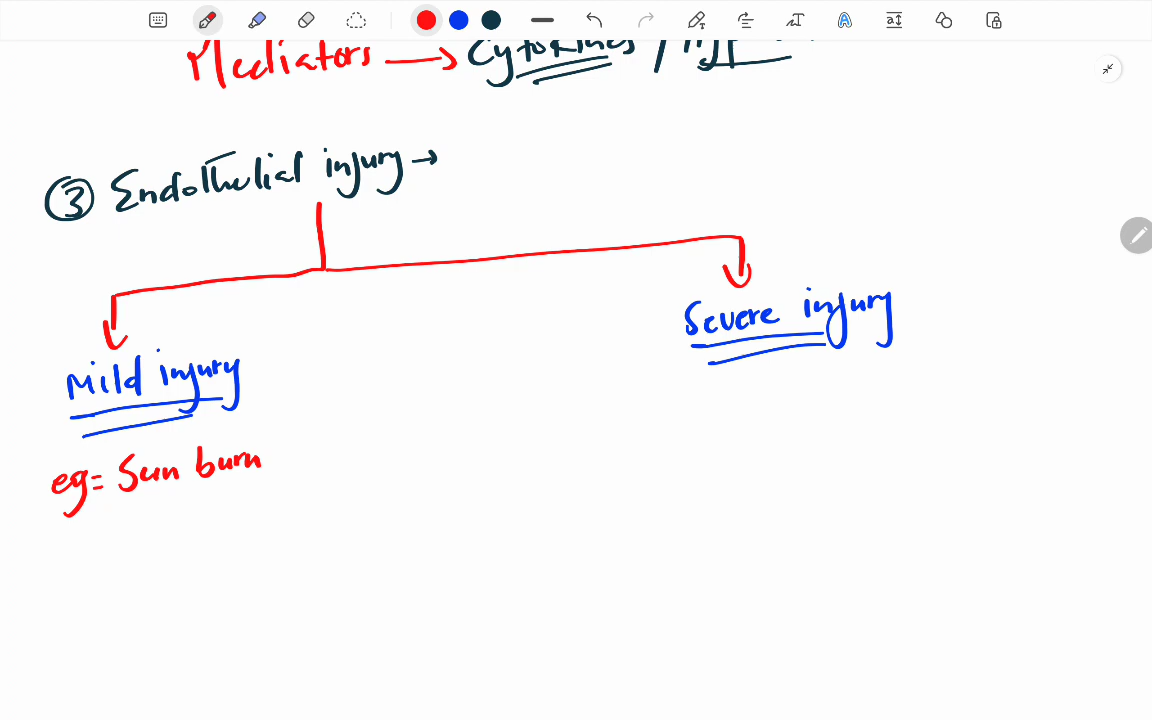 Mediators → Cytokines /
③ Endothelial injury →
Severe injury
Mild injury
eg = Sun burn